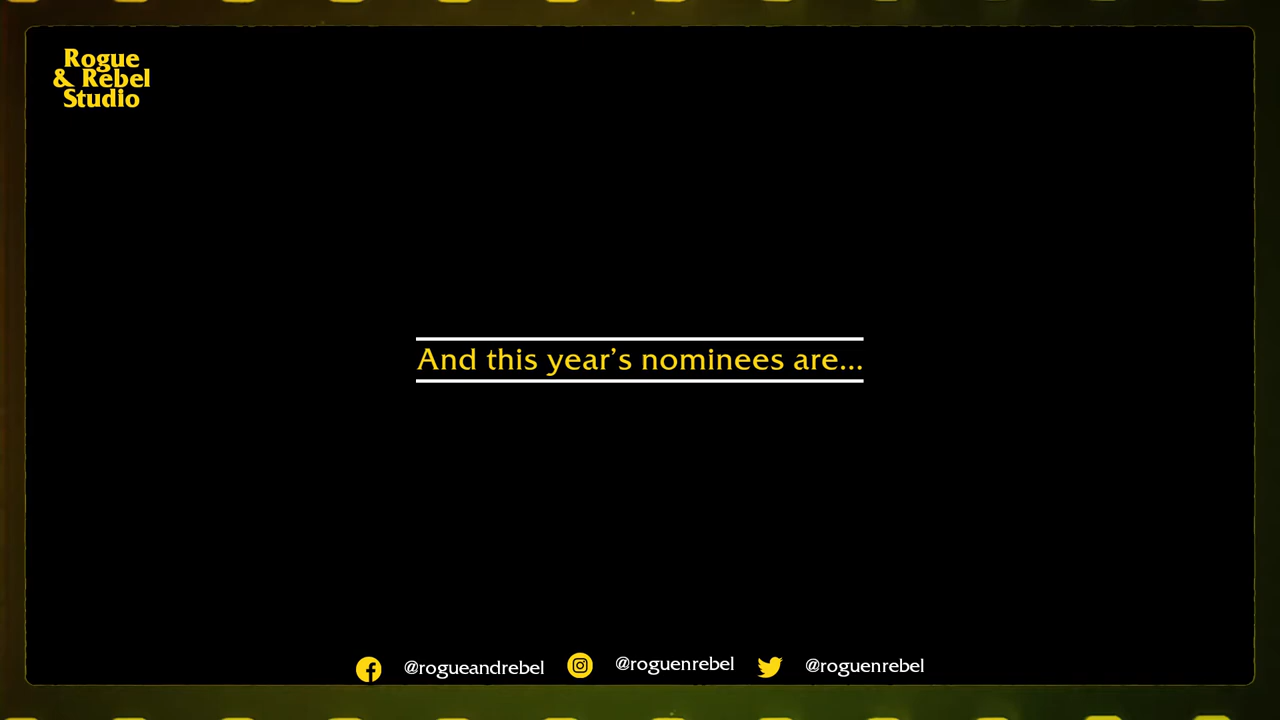 Rogue
& Rebel
Studio
And this year’s nominees are...
@rogueandrebel @roguenrebel @roguenrebel